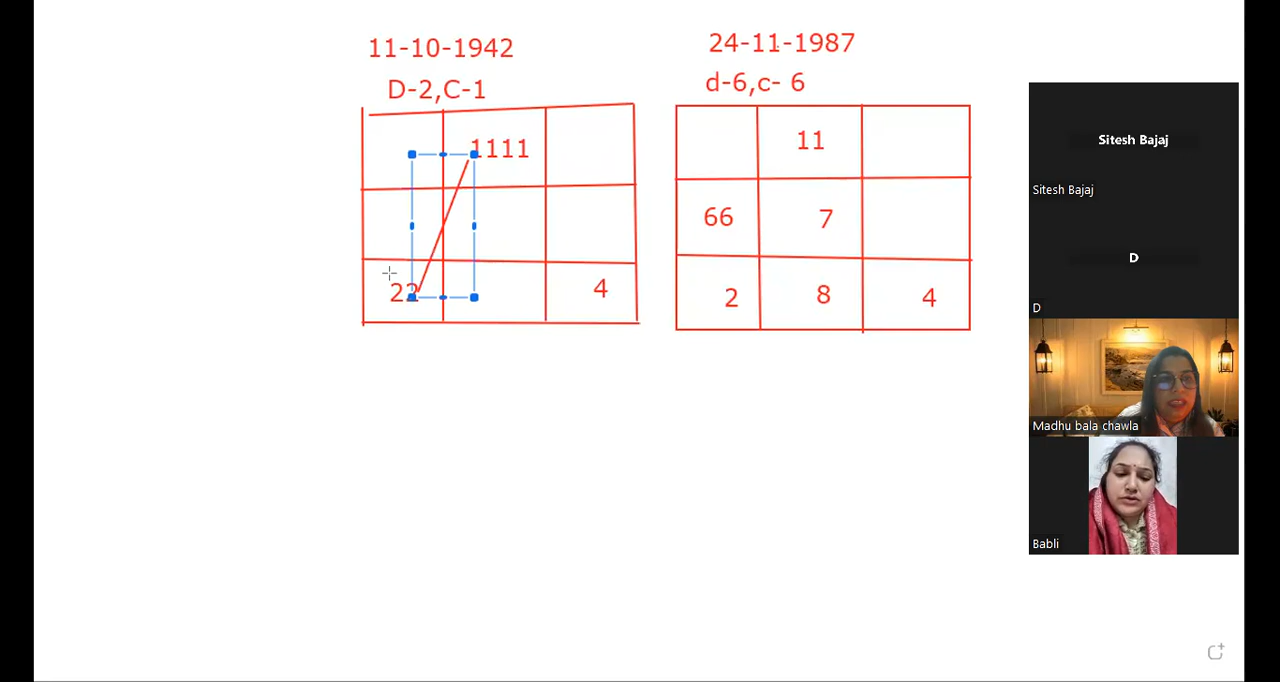 11-10-1942
D-2,C-1
1111
22
4
24-11-1987
d-6,c- 6
11
66 7
2 8 4
Sitesh Bajaj
Sitesh Bajaj
D
D
Madhu bala chawla
Babli